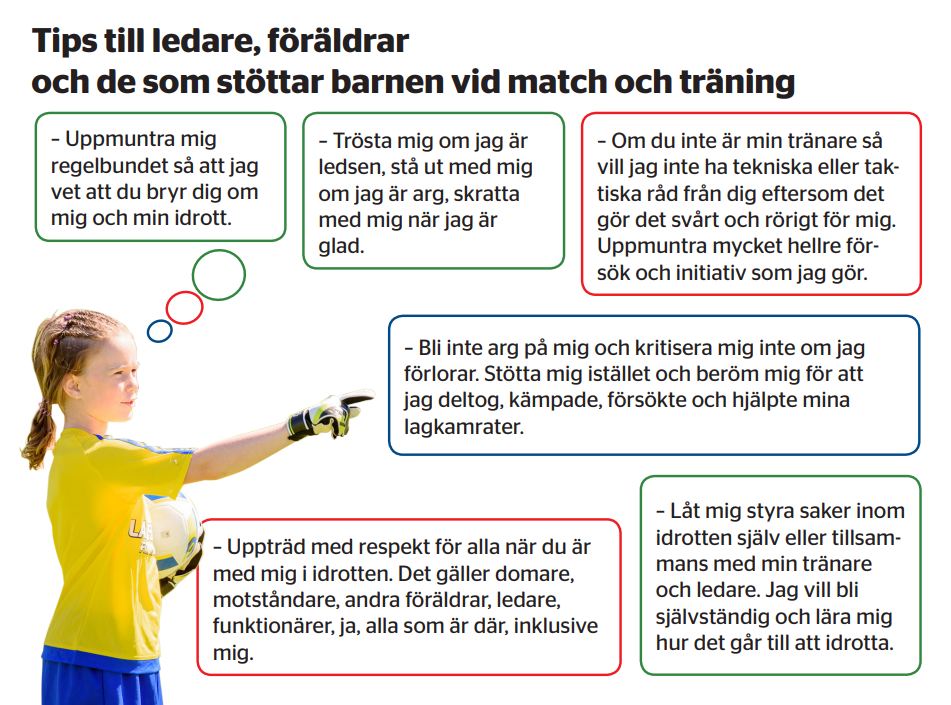 Tips till ledare, föräldrar
och de som stöttar barnen vid match och träning
– Uppmuntra mig
regelbundet så att jag
vet att du bryr dig om
mig och min idrott.
– Trösta mig om jag är
ledsen, stå ut med mig
om jag är arg, skratta
med mig när jag är
glad.
– Om du inte är min tränare så
vill jag inte ha tekniska eller tak-
tiska råd från dig eftersom det
gör det svårt och rörigt för mig.
Uppmuntra mycket hellre för-
sök och initiativ som jag gör.
– Bli inte arg på mig och kritisera mig inte om jag
förlorar. Stötta mig istället och beröm mig för att
jag deltog, kämpade, försökte och hjälpte mina
lagkamrater.
– Uppträd med respekt för alla när du är
med mig i idrotten. Det gäller domare,
motståndare, andra föräldrar, ledare,
funktionärer, ja, alla som är där, inklusive
mig.
– Låt mig styra saker inom
idrotten själv eller tillsam-
mans med min tränare
och ledare. Jag vill bli
självständig och lära mig
hur det går till att idrotta.